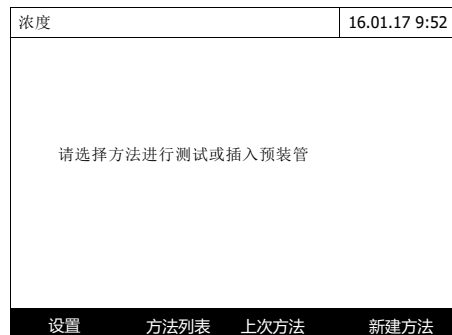 浓度 16.01.17 9:52
请选择方法进行测试或插入预装管
设置 方法列表 上次方法 新建方法